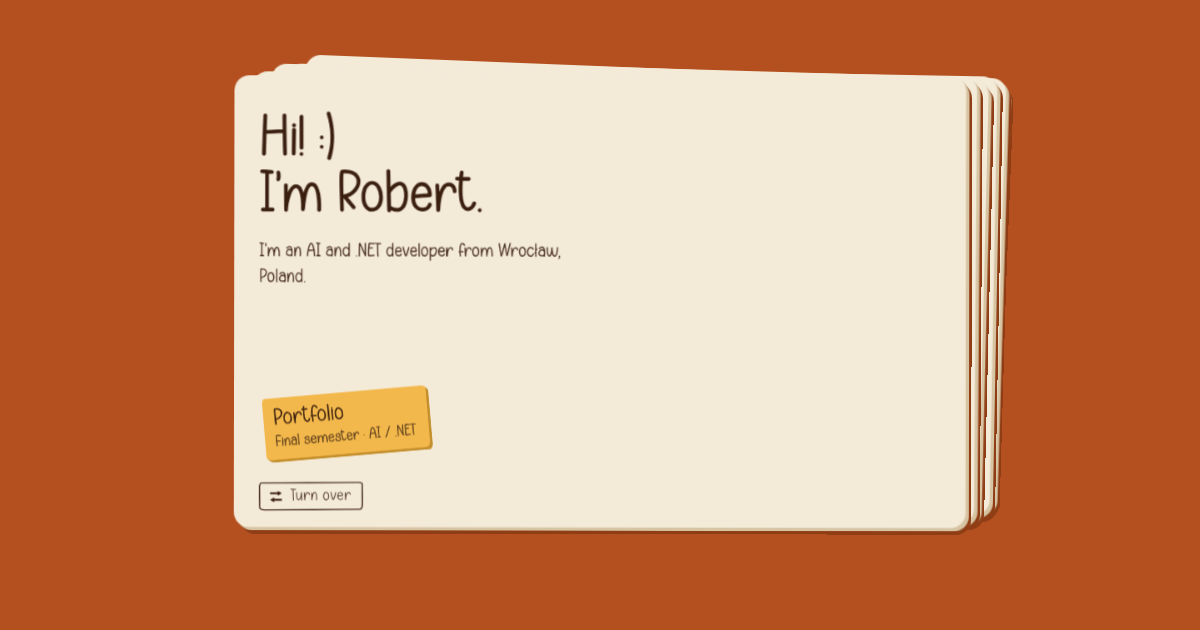 Hi! :)
I'm Robert.
I'm an AI and .NET developer from Wrocław,
Poland.
Portfolio
Final semester · AI / .NET
Turn over